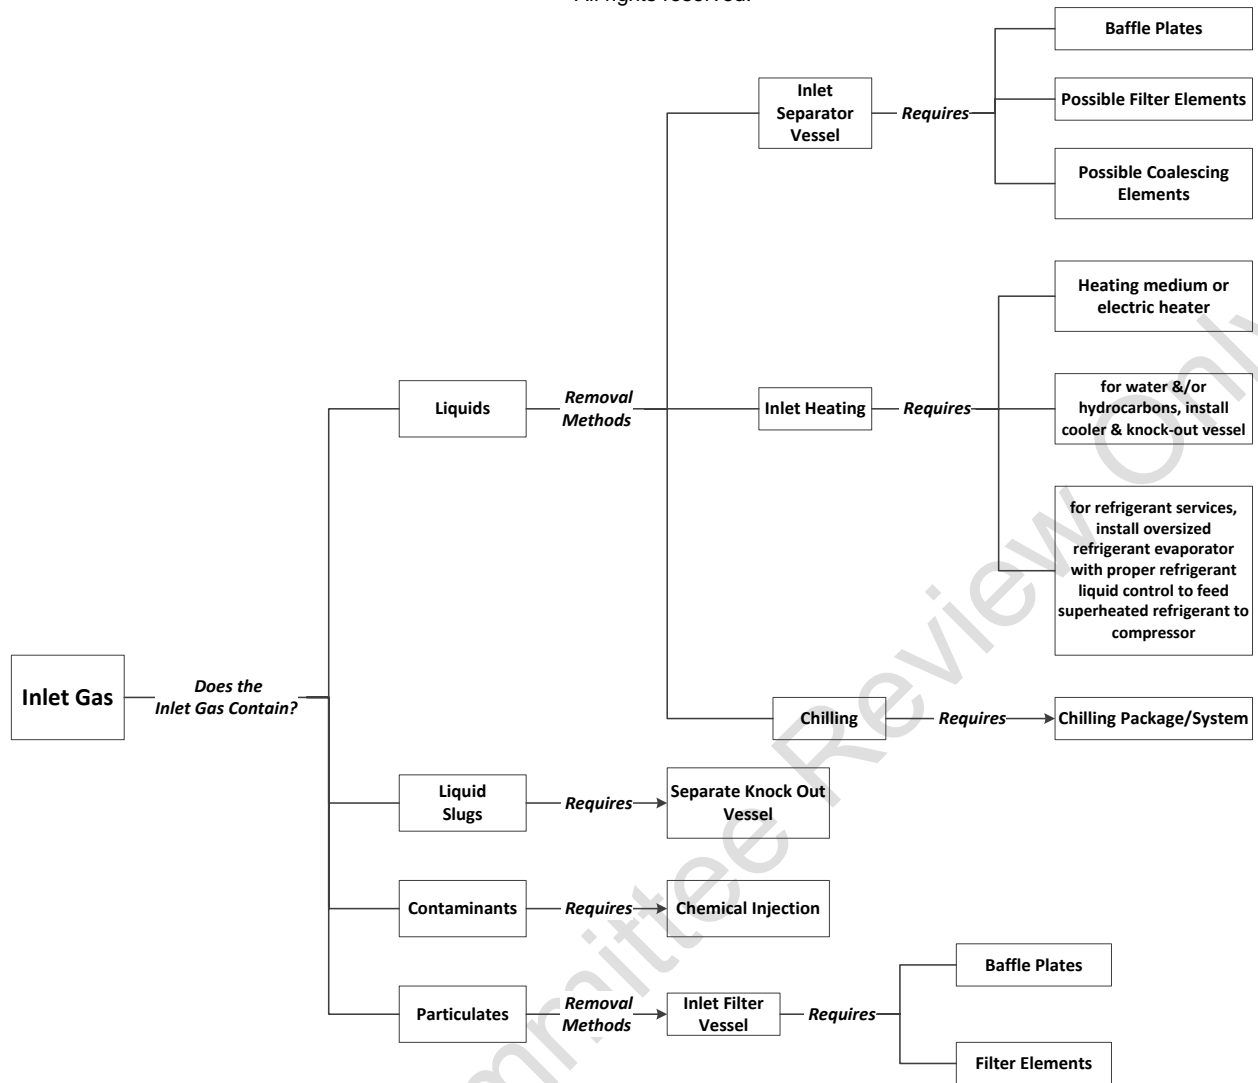 All rights reserved.
Baffle Plates
Inlet
Separator
Vessel
Requires
Possible Filter Elements
Possible Coalescing
Elements
Heating medium or
electric heater
Liquids
Removal
Methods
Inlet Heating
Requires
for water &/or
hydrocarbons, install
cooler & knock-out vessel
for refrigerant services,
install oversized
refrigerant evaporator
with proper refrigerant
liquid control to feed
superheated refrigerant to
compressor
Inlet Gas
Does the
Inlet Gas Contain?
Chilling
Requires
Chilling Package/System
Liquid
Slugs
Requires
Separate Knock Out
Vessel
Contaminants
Requires
Chemical Injection
Particulates
Removal
Methods
Inlet Filter
Vessel
Requires
Baffle Plates
Filter Elements
mmittee Review Only